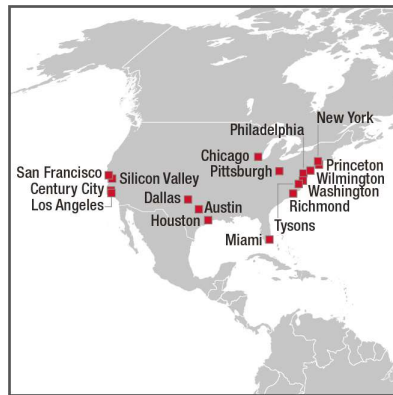 New York
Philadelphia
Chicago
Pittsburgh
Princeton
Wilmington
Washington
Richmond
Tysons
San Francisco
Silicon Valley
Century City
Los Angeles
Dallas
Austin
Houston
Miami